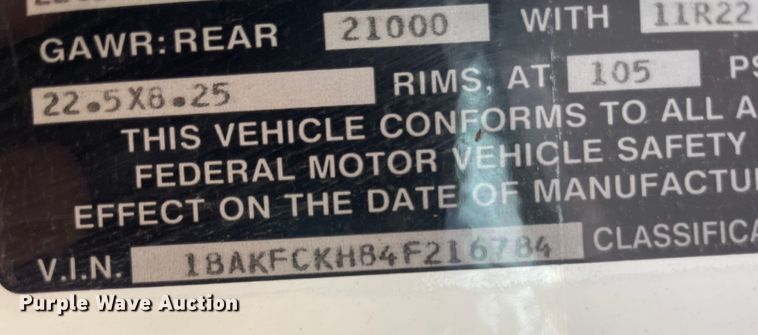 GAWR: REAR 21000 WITH 11R22
22.5X8.25 RIMS, AT 105 PS
THIS VEHICLE CONFORMS TO ALL A
FEDERAL MOTOR VEHICLE SAFETY
EFFECT ON THE DATE OF MANUFACTU
V.I.N. 1BAKFCKH84F216784 CLASSIFICA
Purple Wave Auction